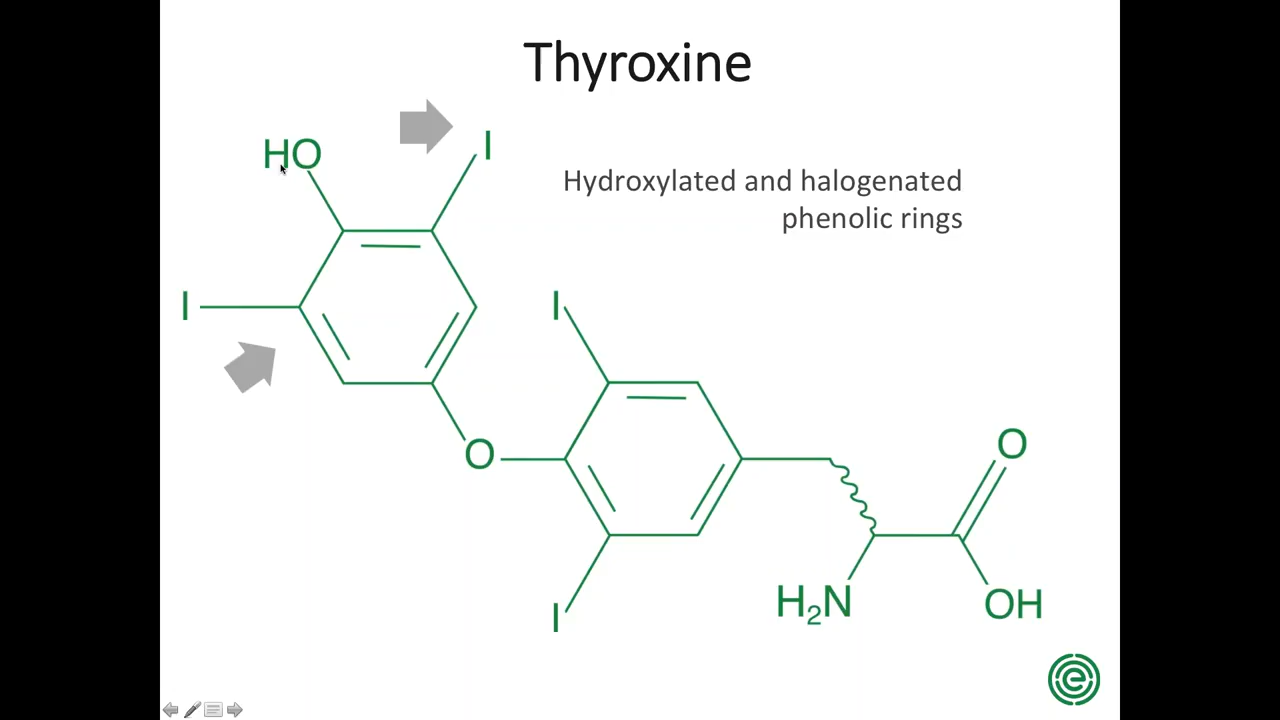 Thyroxine
HO
I
Hydroxylated and halogenated
phenolic rings
I
I
O
O
H₂N
OH
I
e